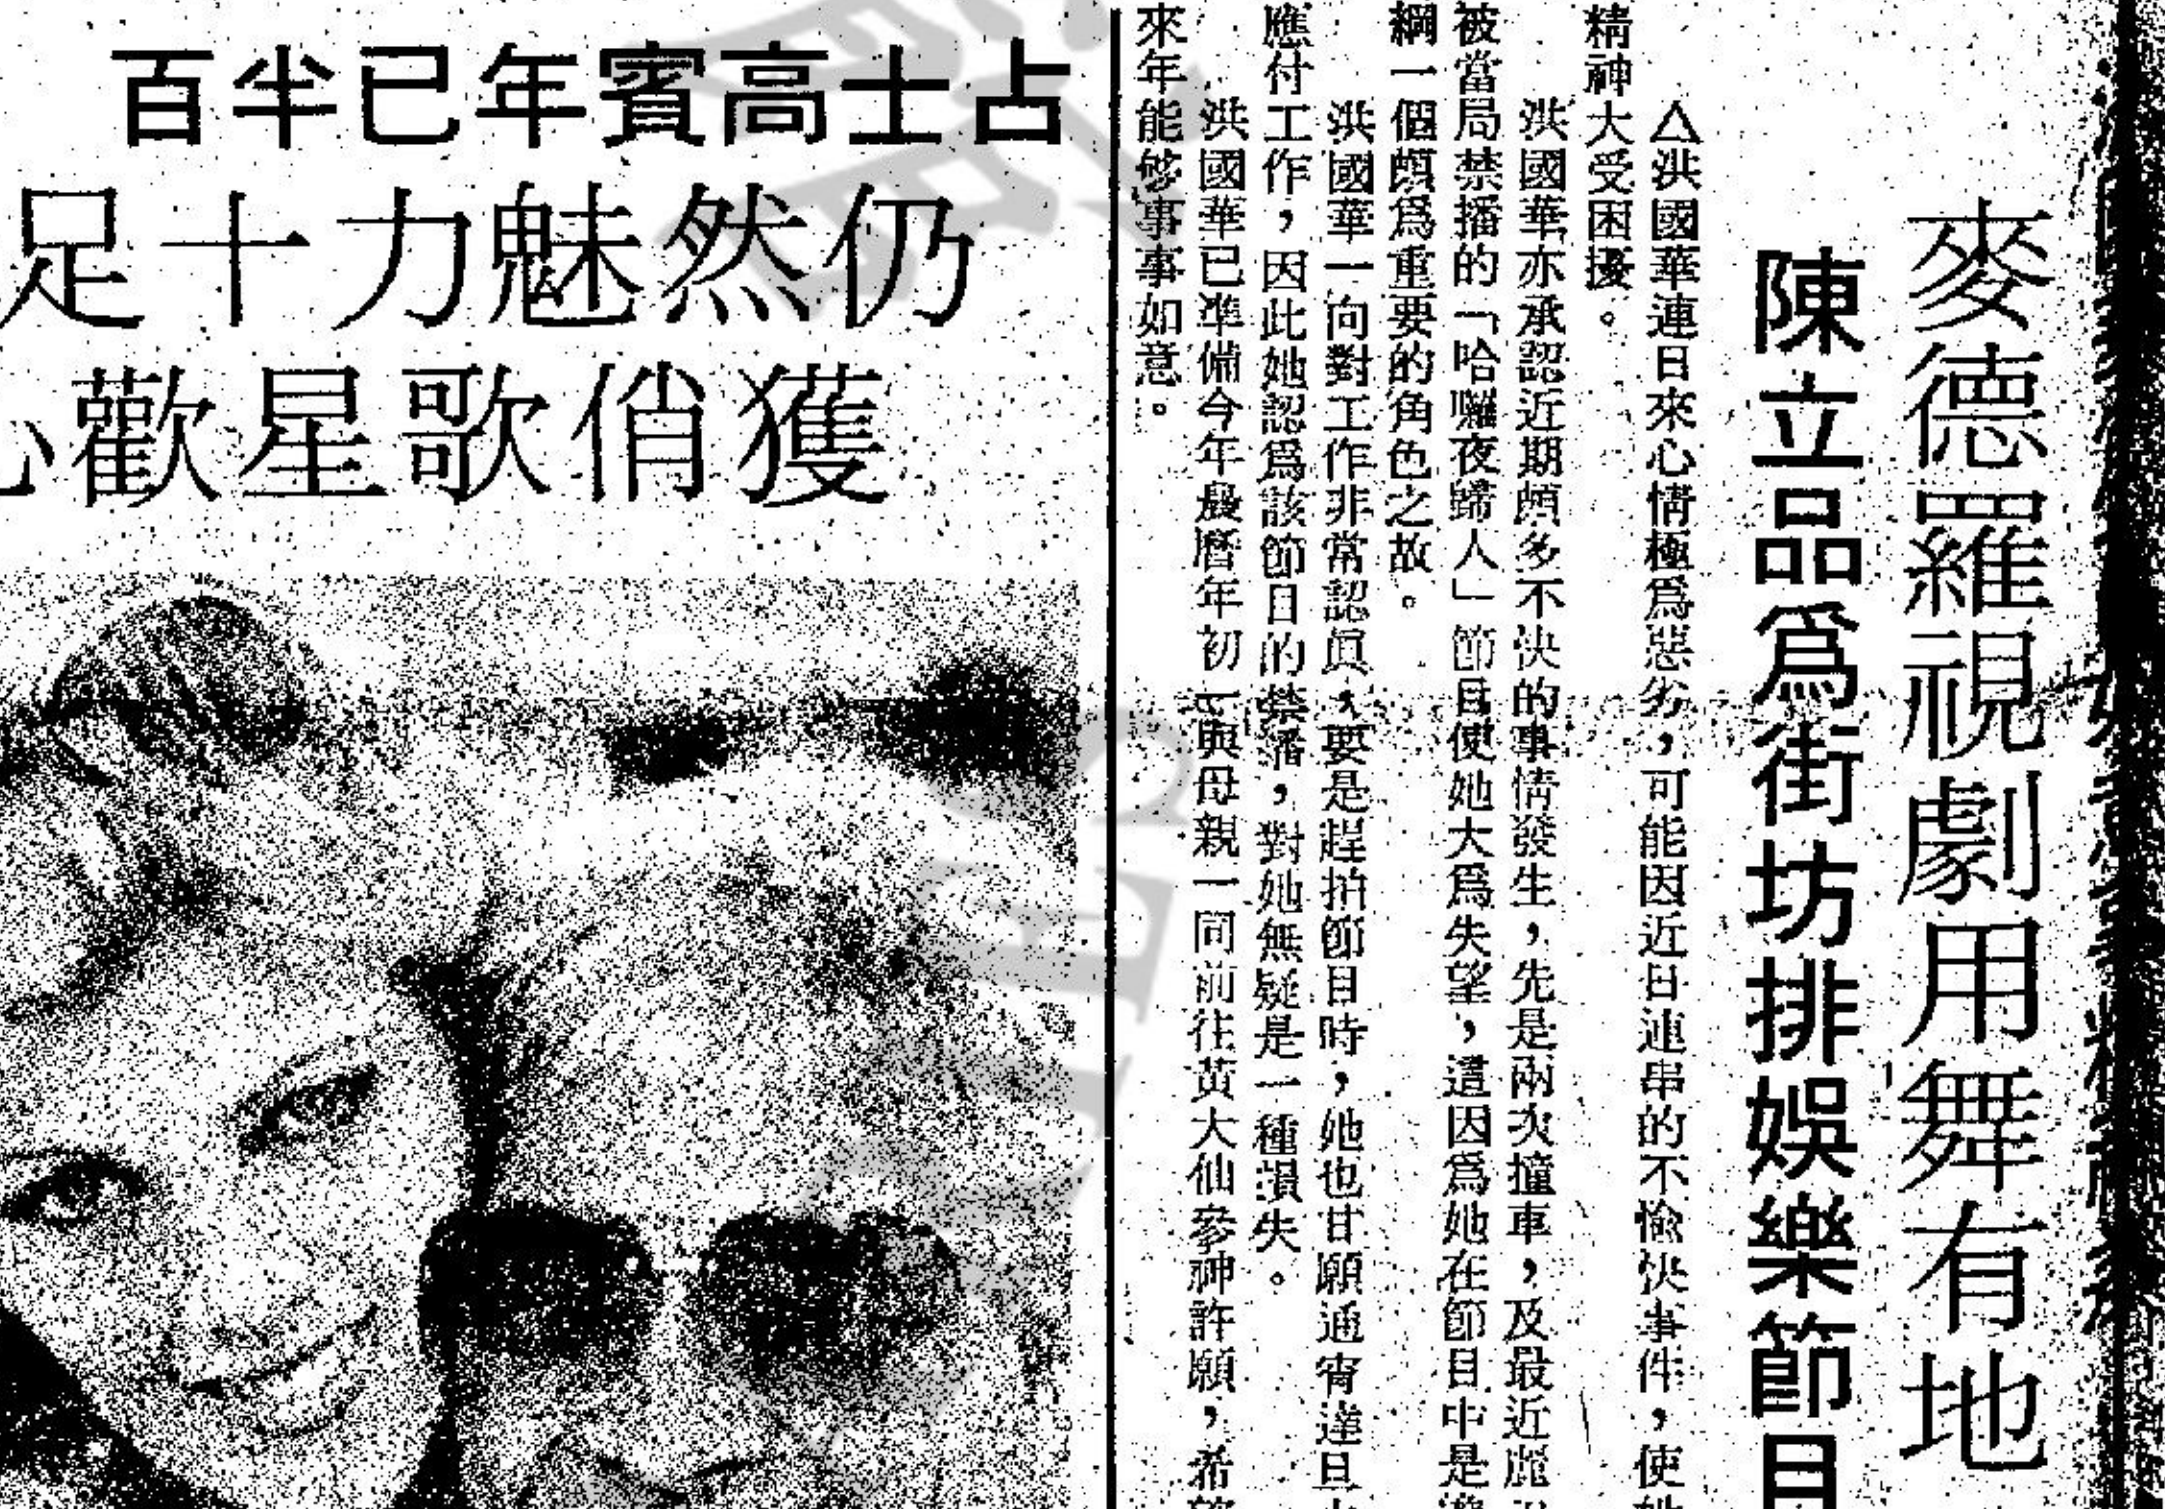 麥德羅視劇用舞有地
陳立品爲街坊排娛樂節目
△洪國華連日來心情極爲惡劣，可能因近日連串的不愉快事件，使她
精神大受困擾。
洪國華亦承認近期頗多不快的事情發生，先是兩次撞車，及最近麗
被當局禁播的「哈囉夜歸人」節目使她大爲失望，這因爲她在節目中是擔
綱一個頗爲重要的角色之故。
洪國華一向對工作非常認眞，要是趕拍節目時，她也甘願通宵達旦
應付工作，因此她認爲該節目的禁播，對她無疑是一種損失。
洪國華已準備今年農曆年初一與母親一同前往黃大仙參神許願，希望
來年能够事事如意。
占士高賓年已半百
仍然魅力十足
獲俏歌星歡心